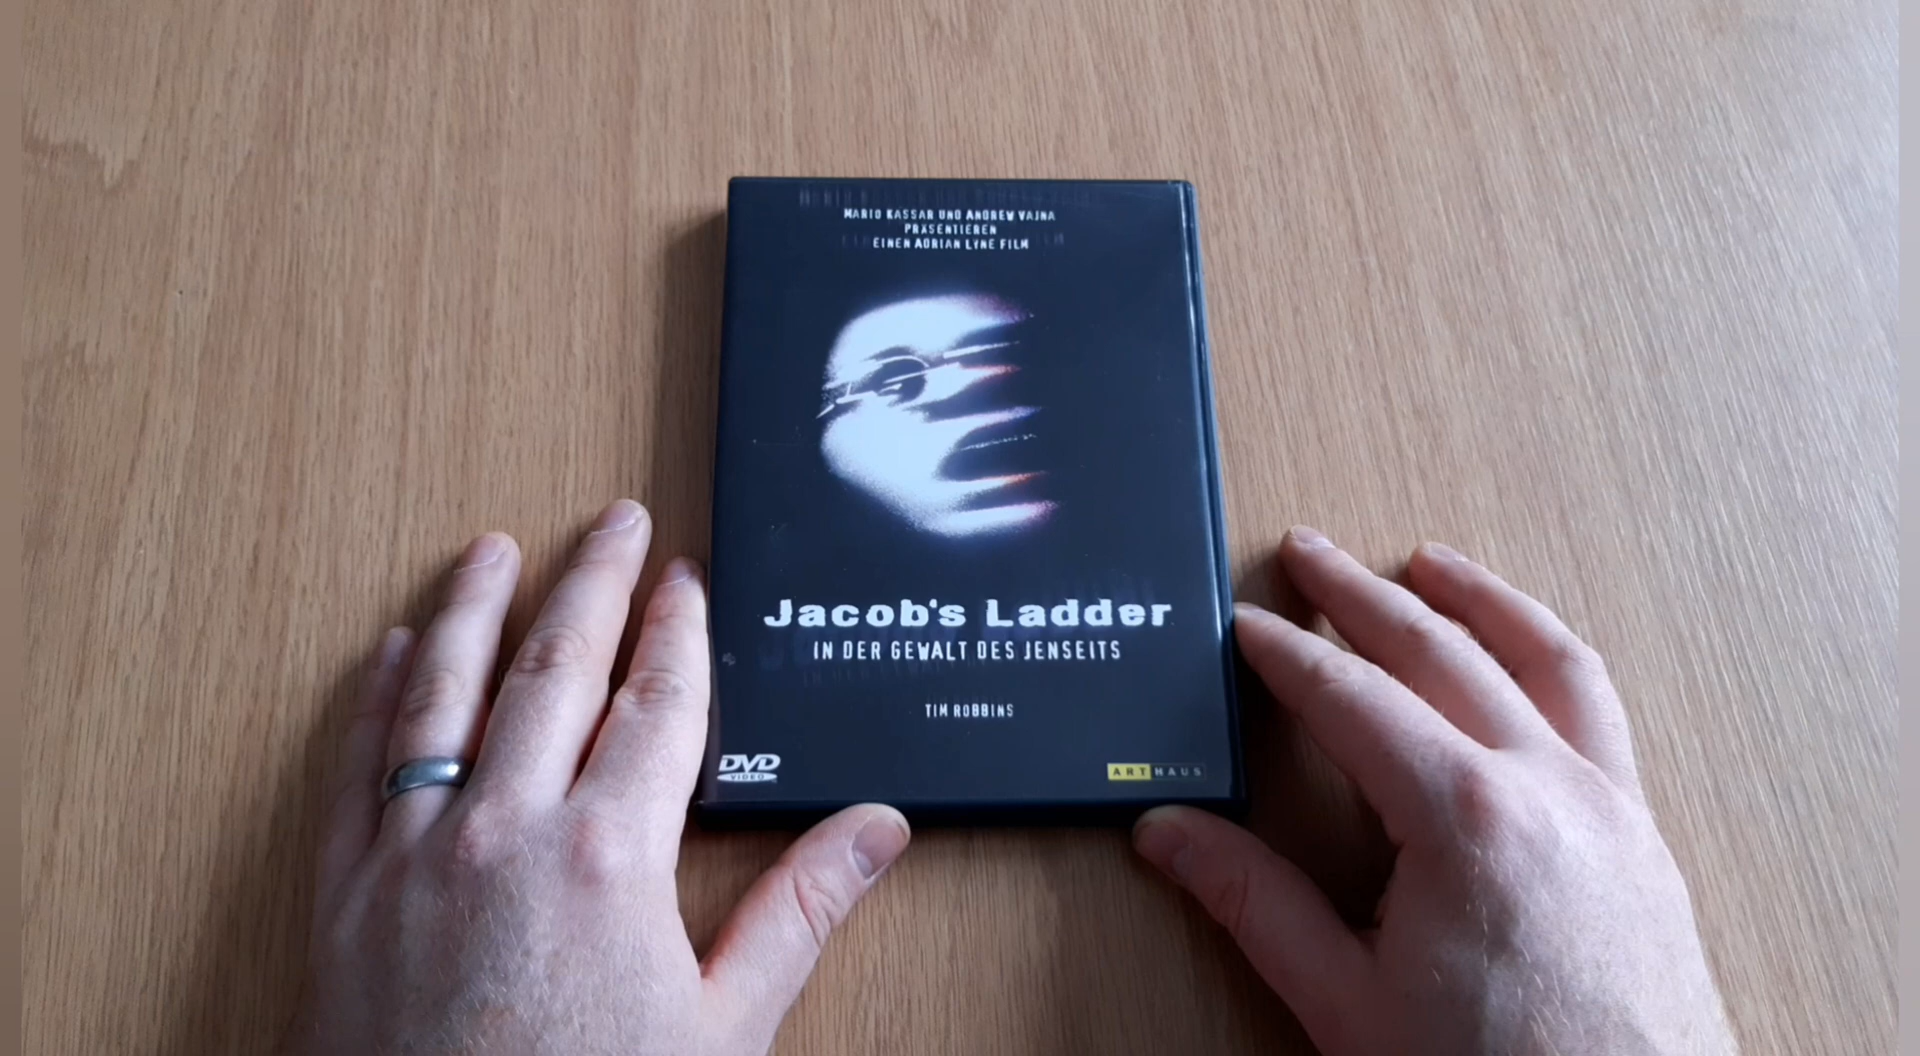 MARIO KASSAR UND ANDREW VAJNA
PRÄSENTIEREN
EINEN ADRIAN LYNE FILM
Jacob's Ladder
IN DER GEWALT DES JENSEITS
TIM ROBBINS
DVD
VIDEO
ARTHAUS